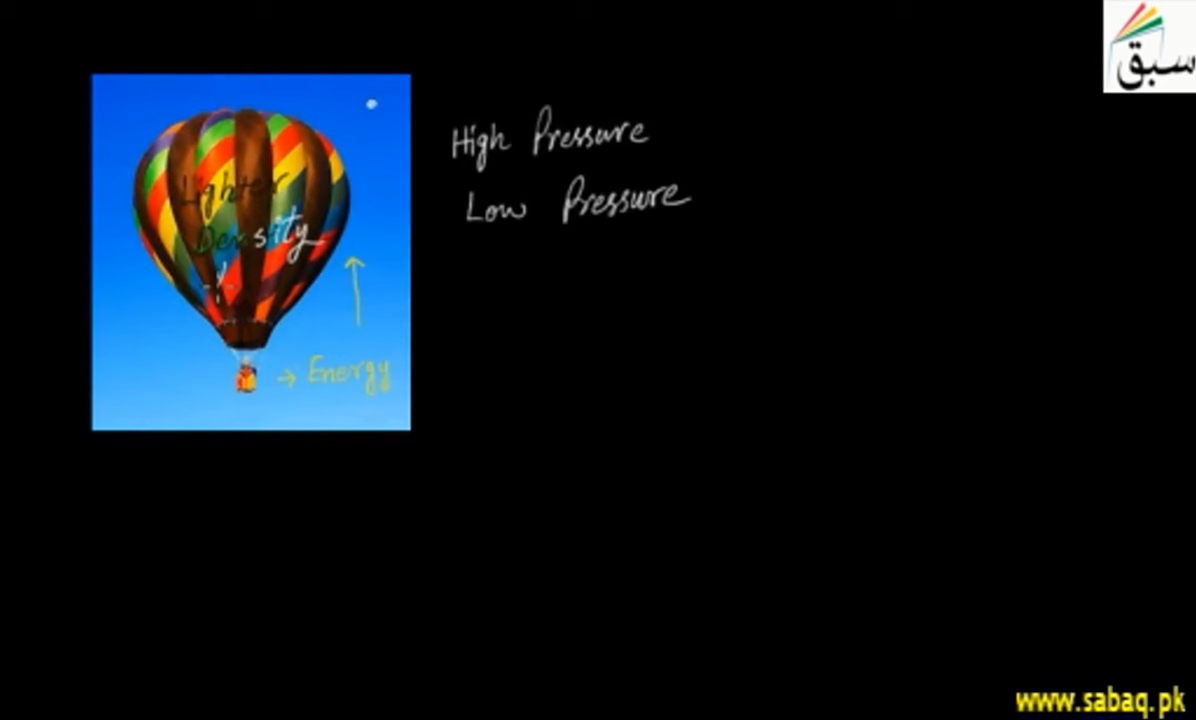 سبق
High Pressure
Low Pressure
Lighter
Density
→ Energy
www.sabaq.pk